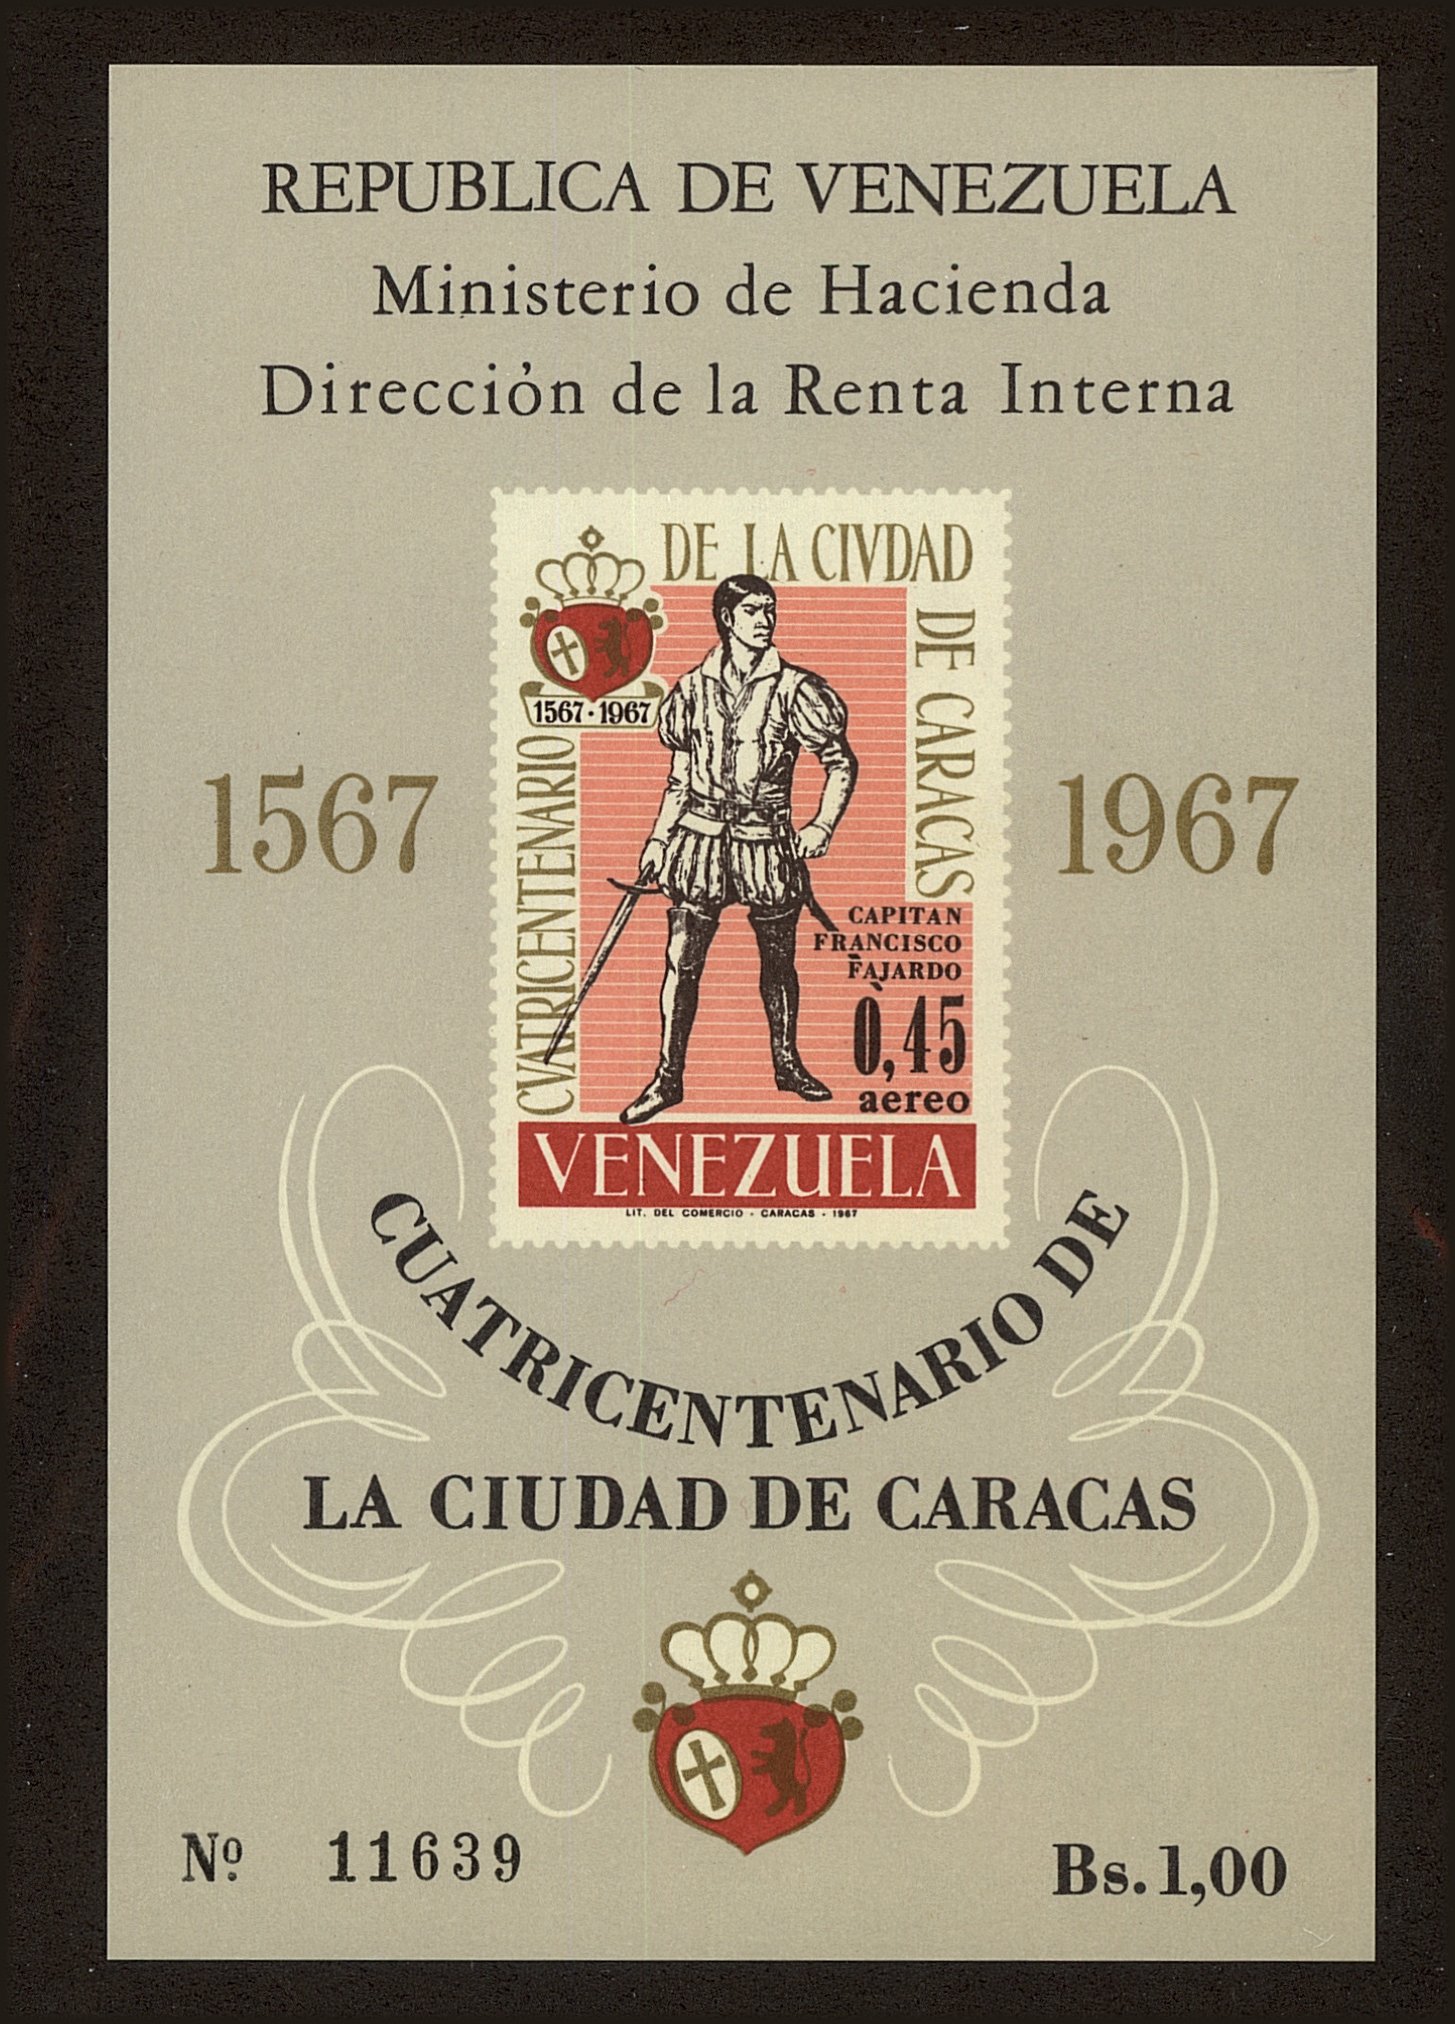 REPUBLICA DE VENEZUELA
Ministerio de Hacienda
Dirección de la Renta Interna
1567
1967
CVATRICENTENARIO
DE LA CIVDAD
DE CARACAS
1567·1967
CAPITAN
FRANCISCO
FAJARDO
0,45
aereo
VENEZUELA
LIT. DEL COMERCIO - CARACAS - 1967
CUATRICENTENARIO DE
LA CIUDAD DE CARACAS
Nº 11639
Bs. 1,00